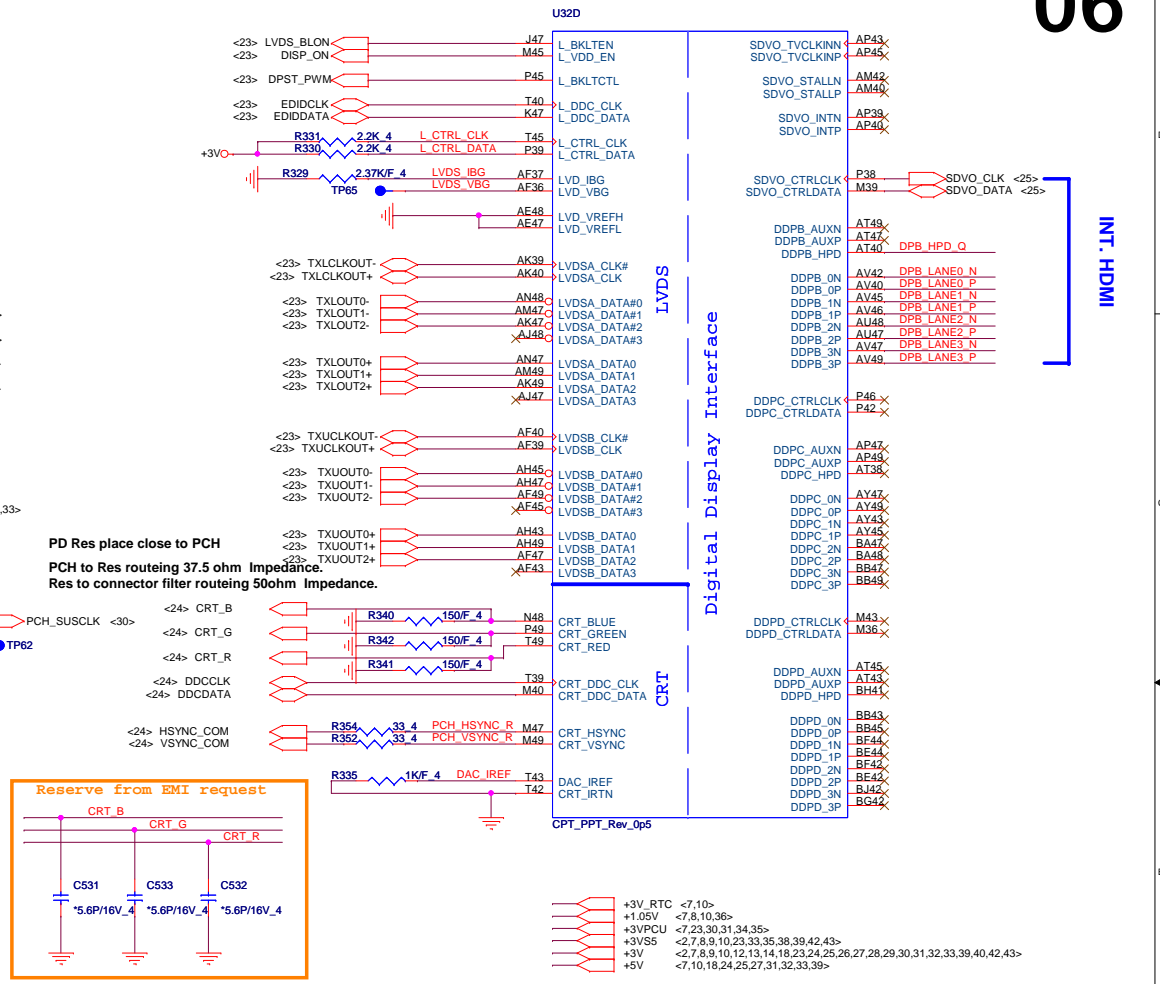 06
U32D
<23> LVDS_BLON J47 L_BKLTEN
<23> DISP_ON M45 L_VDD_EN
<23> DPST_PWM P45 L_BKLTCTL
<23> EDIDCLK T40 L_DDC_CLK
<23> EDIDDATA K47 L_DDC_DATA
+3V
R331 2.2K_4 L_CTRL_CLK T45 L_CTRL_CLK
R330 2.2K_4 L_CTRL_DATA P39 L_CTRL_DATA
R329 2.37K/F_4 LVDS_IBG AF37 LVD_IBG
TP65 LVDS_VBG AF36 LVD_VBG
AE48 LVD_VREFH
AE47 LVD_VREFL
<23> TXLCLKOUT- AK39 LVDSA_CLK#
<23> TXLCLKOUT+ AK40 LVDSA_CLK
<23> TXLOUT0- AN48 LVDSA_DATA#0
<23> TXLOUT1- AM47 LVDSA_DATA#1
<23> TXLOUT2- AK47 LVDSA_DATA#2
AJ48 LVDSA_DATA#3
<23> TXLOUT0+ AN47 LVDSA_DATA0
<23> TXLOUT1+ AM49 LVDSA_DATA1
<23> TXLOUT2+ AK49 LVDSA_DATA2
AJ47 LVDSA_DATA3
<23> TXUCLKOUT- AF40 LVDSB_CLK#
<23> TXUCLKOUT+ AF39 LVDSB_CLK
<23> TXUOUT0- AH45 LVDSB_DATA#0
<23> TXUOUT1- AH47 LVDSB_DATA#1
<23> TXUOUT2- AF49 LVDSB_DATA#2
AF45 LVDSB_DATA#3
<23> TXUOUT0+ AH43 LVDSB_DATA0
<23> TXUOUT1+ AH49 LVDSB_DATA1
<23> TXUOUT2+ AF47 LVDSB_DATA2
AF43 LVDSB_DATA3
LVDS
Digital Display Interface
CRT
,33>
PD Res place close to PCH
PCH to Res routeing 37.5 ohm Impedance.
Res to connector filter routeing 50ohm Impedance.
PCH_SUSCLK <30>
TP62
<24> CRT_B R340 150/F_4 N48 CRT_BLUE
<24> CRT_G R342 150/F_4 P49 CRT_GREEN
<24> CRT_R R341 150/F_4 T49 CRT_RED
<24> DDCCLK T39 CRT_DDC_CLK
<24> DDCDATA M40 CRT_DDC_DATA
<24> HSYNC_COM R354 33_4 PCH_HSYNC_R M47 CRT_HSYNC
<24> VSYNC_COM R352 33_4 PCH_VSYNC_R M49 CRT_VSYNC
R335 1K/F_4 DAC_IREF T43 DAC_IREF
T42 CRT_IRTN
CPT_PPT_Rev_0p5
SDVO_TVCLKINN AP43
SDVO_TVCLKINP AP45
SDVO_STALLN AM42
SDVO_STALLP AM40
SDVO_INTN AP39
SDVO_INTP AP40
SDVO_CTRLCLK P38 SDVO_CLK <25>
SDVO_CTRLDATA M39 SDVO_DATA <25>
DDPB_AUXN AT49
DDPB_AUXP AT47
DDPB_HPD AT40 DPB_HPD_Q
DDPB_0N AV42 DPB_LANE0_N
DDPB_0P AV40 DPB_LANE0_P
DDPB_1N AV45 DPB_LANE1_N
DDPB_1P AV46 DPB_LANE1_P
DDPB_2N AU48 DPB_LANE2_N
DDPB_2P AU47 DPB_LANE2_P
DDPB_3N AV47 DPB_LANE3_N
DDPB_3P AV49 DPB_LANE3_P
INT. HDMI
DDPC_CTRLCLK P46
DDPC_CTRLDATA P42
DDPC_AUXN AP47
DDPC_AUXP AP49
DDPC_HPD AT38
DDPC_0N AY47
DDPC_0P AY49
DDPC_1N AY43
DDPC_1P AY45
DDPC_2N BA47
DDPC_2P BA48
DDPC_3N BB47
DDPC_3P BB49
DDPD_CTRLCLK M43
DDPD_CTRLDATA M36
DDPD_AUXN AT45
DDPD_AUXP AT43
DDPD_HPD BH41
DDPD_0N BB43
DDPD_0P BB45
DDPD_1N BF44
DDPD_1P BE44
DDPD_2N BF42
DDPD_2P BE42
DDPD_3N BJ42
DDPD_3P BG42
Reserve from EMI request
CRT_B
CRT_G
CRT_R
C531 C533 C532
*5.6P/16V_4 *5.6P/16V_4 *5.6P/16V_4
+3V_RTC <7,10>
+1.05V <7,8,10,36>
+3VPCU <7,23,30,31,34,35>
+3VS5 <2,7,8,9,10,23,33,35,38,39,42,43>
+3V <2,7,8,9,10,12,13,14,18,23,24,25,26,27,28,29,30,31,32,33,39,40,42,43>
+5V <7,10,18,24,25,27,31,32,33,39>